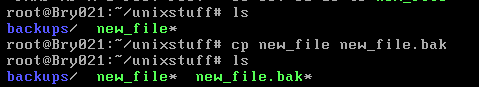 root@Bry021:~/unixstuff# ls
backups/  new_file*
root@Bry021:~/unixstuff# cp new_file new_file.bak
root@Bry021:~/unixstuff# ls
backups/  new_file*  new_file.bak*